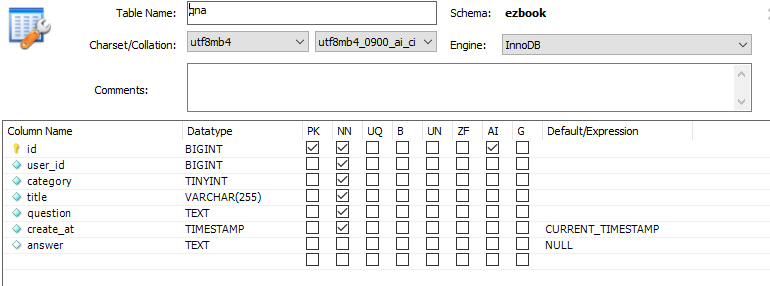 Table Name: qna Schema: ezbook
Charset/Collation: utf8mb4 utf8mb4_0900_ai_ci Engine: InnoDB
Comments:
Column Name Datatype PK NN UQ B UN ZF AI G Default/Expression
id BIGINT
user_id BIGINT
category TINYINT
title VARCHAR(255)
question TEXT
create_at TIMESTAMP CURRENT_TIMESTAMP
answer TEXT NULL